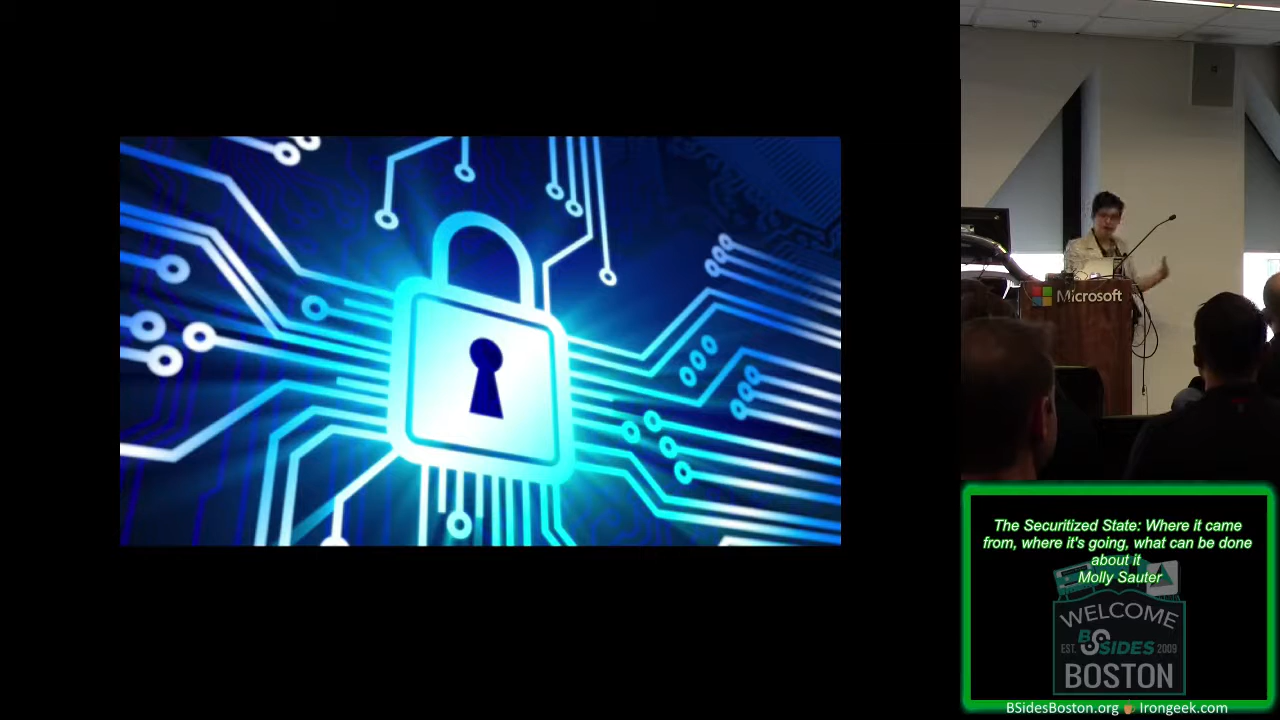 Microsoft
The Securitized State: Where it came
from, where it's going, what can be done
about it
Molly Sauter
WELCOME
BSIDES
EST. 2009
BOSTON
BSidesBoston.org Irongeek.com